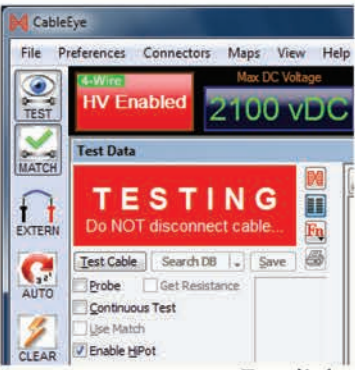 CableEye
File Preferences Connectors Maps View Help
4-Wire
HV Enabled
Max DC Voltage
2100 vDC
TEST
Test Data
MATCH
TESTING
Do NOT disconnect cable...
EXTERN
Fn
Test Cable Search DB Save
Probe Get Resistance
AUTO
Continuous Test
Use Match
Enable HiPot
CLEAR